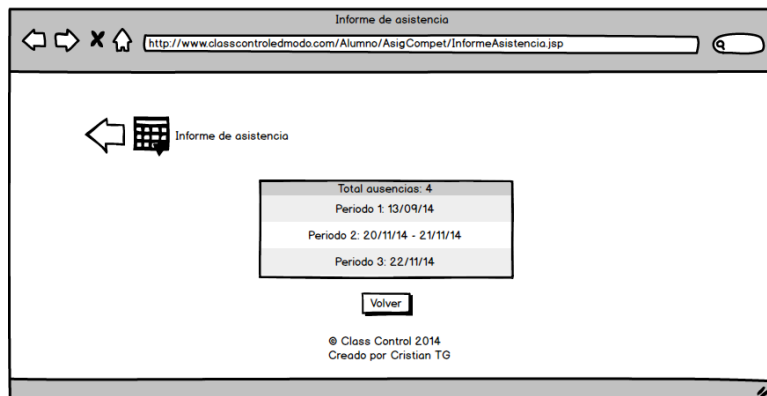 Informe de asistencia
http://www.classcontroledmodo.com/Alumno/AsigCompet/InformeAsistencia.jsp
Informe de asistencia
Total ausencias: 4
Periodo 1: 13/09/14
Periodo 2: 20/11/14 - 21/11/14
Periodo 3: 22/11/14
Volver
© Class Control 2014
Creado por Cristian TG